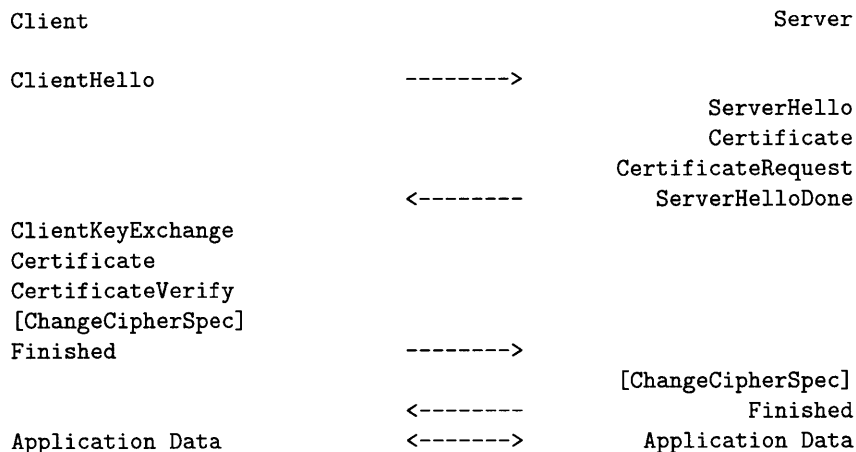 Client Server
ClientHello -------->
ServerHello
Certificate
CertificateRequest
<-------- ServerHelloDone
ClientKeyExchange
Certificate
CertificateVerify
[ChangeCipherSpec]
Finished -------->
[ChangeCipherSpec]
<-------- Finished
Application Data <-------> Application Data